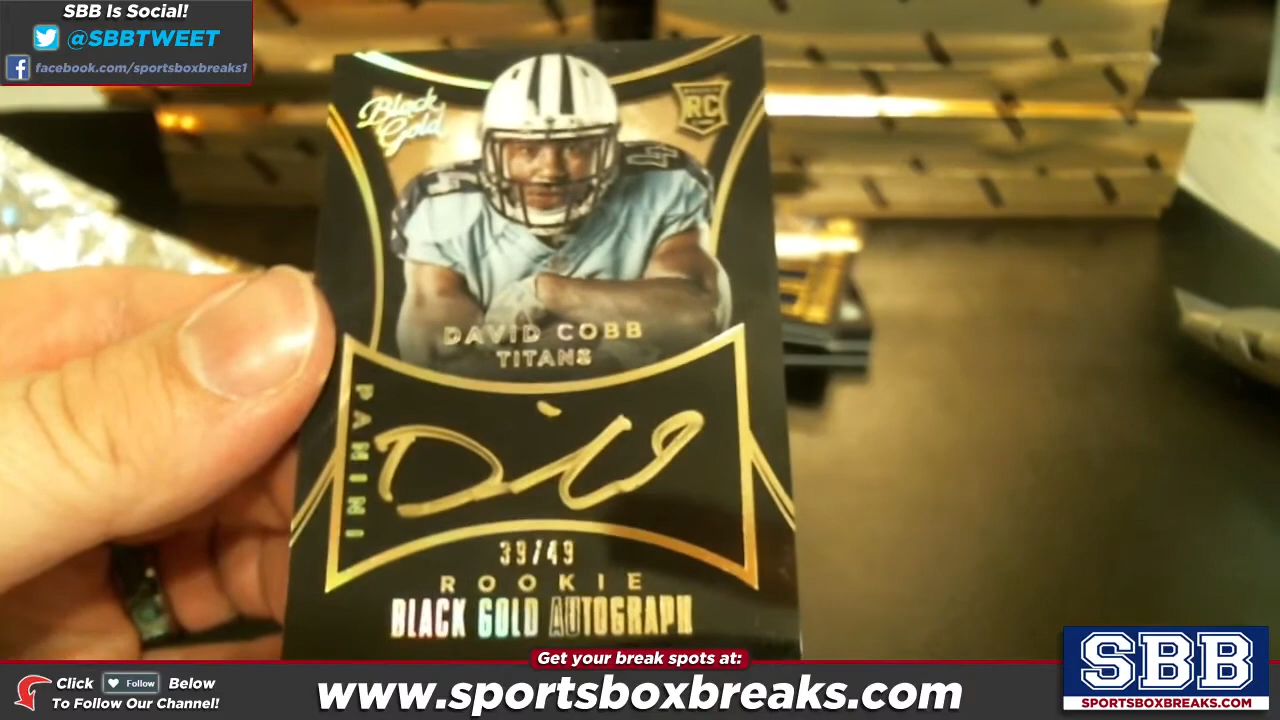 SBB Is Social!
@SBBTWEET
facebook.com/sportsboxbreaks1
Black
Gold
ROOKIE
RC
DAVID COBB
TITANS
PANINI
39/49
ROOKIE
BLACK GOLD AUTOGRAPH
Get your break spots at:
Click Follow Below
To Follow Our Channel!
www.sportsboxbreaks.com
SBB
SPORTSBOXBREAKS.COM